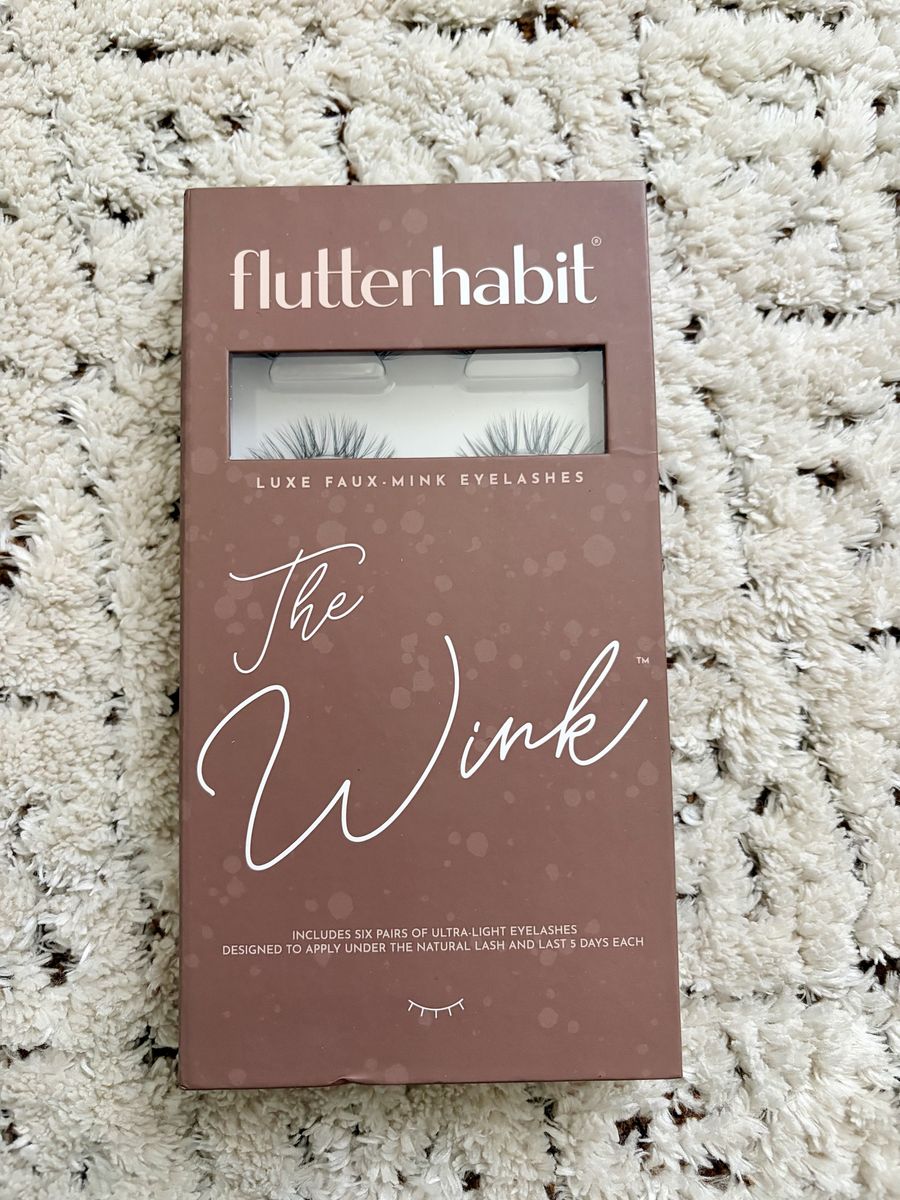 flutterhabit®
LUXE FAUX-MINK EYELASHES
The
Wink™
INCLUDES SIX PAIRS OF ULTRA-LIGHT EYELASHES
DESIGNED TO APPLY UNDER THE NATURAL LASH AND LAST 5 DAYS EACH